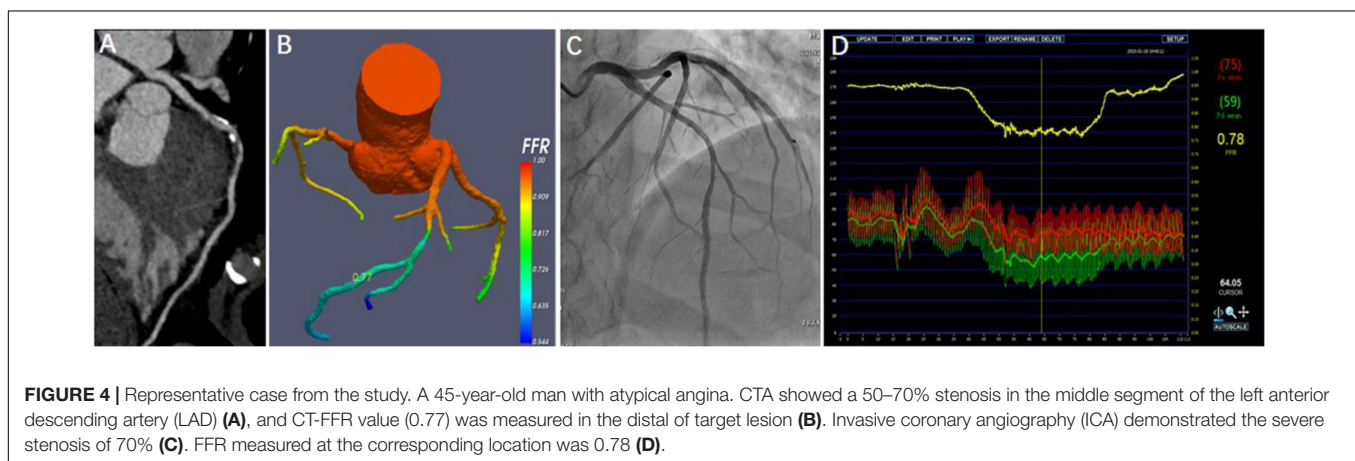 A
B
C
D
FFR
1.00
0.909
0.817
0.726
0.635
0.544
0.77
UPDATE EDIT PRINT PLAY EXPORT RENAME DELETE SETUP
(75)
(59)
0.78
FFR
64.05
CURSOR
AUTOSCALE
FIGURE 4 | Representative case from the study. A 45-year-old man with atypical angina. CTA showed a 50–70% stenosis in the middle segment of the left anterior
descending artery (LAD) (A), and CT-FFR value (0.77) was measured in the distal of target lesion (B). Invasive coronary angiography (ICA) demonstrated the severe
stenosis of 70% (C). FFR measured at the corresponding location was 0.78 (D).